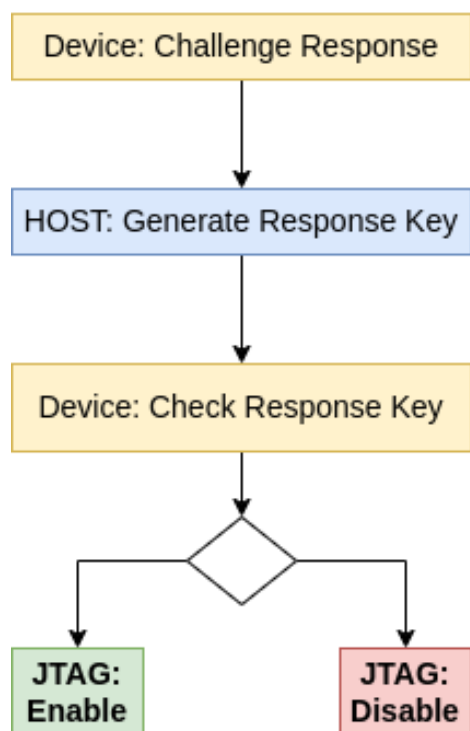 Device: Challenge Response
HOST: Generate Response Key
Device: Check Response Key
JTAG:
Enable
JTAG:
Disable